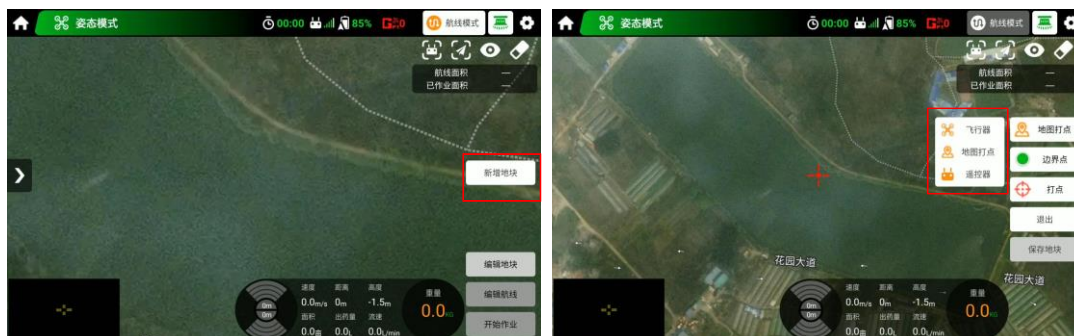 姿态模式 00:00 85% 航线模式
航线面积 —
已作业面积 —
新增地块
编辑地块
编辑航线
开始作业
0m
0m
速度 距离 高度
0.0m/s 0m -1.5m
面积 出药量 流速
0.0亩 0.0L 0.0L/min
重量
0.0KG
姿态模式 00:00 85% 航线模式
航线面积 —
已作业面积 —
飞行器
地图打点
遥控器
地图打点
边界点
打点
退出
保存地块
花园大道
花园大道
0m
0m
速度 距离 高度
0.0m/s 0m -1.5m
面积 出药量 流速
0.0亩 0.0L 0.0L/min
重量
0.0KG